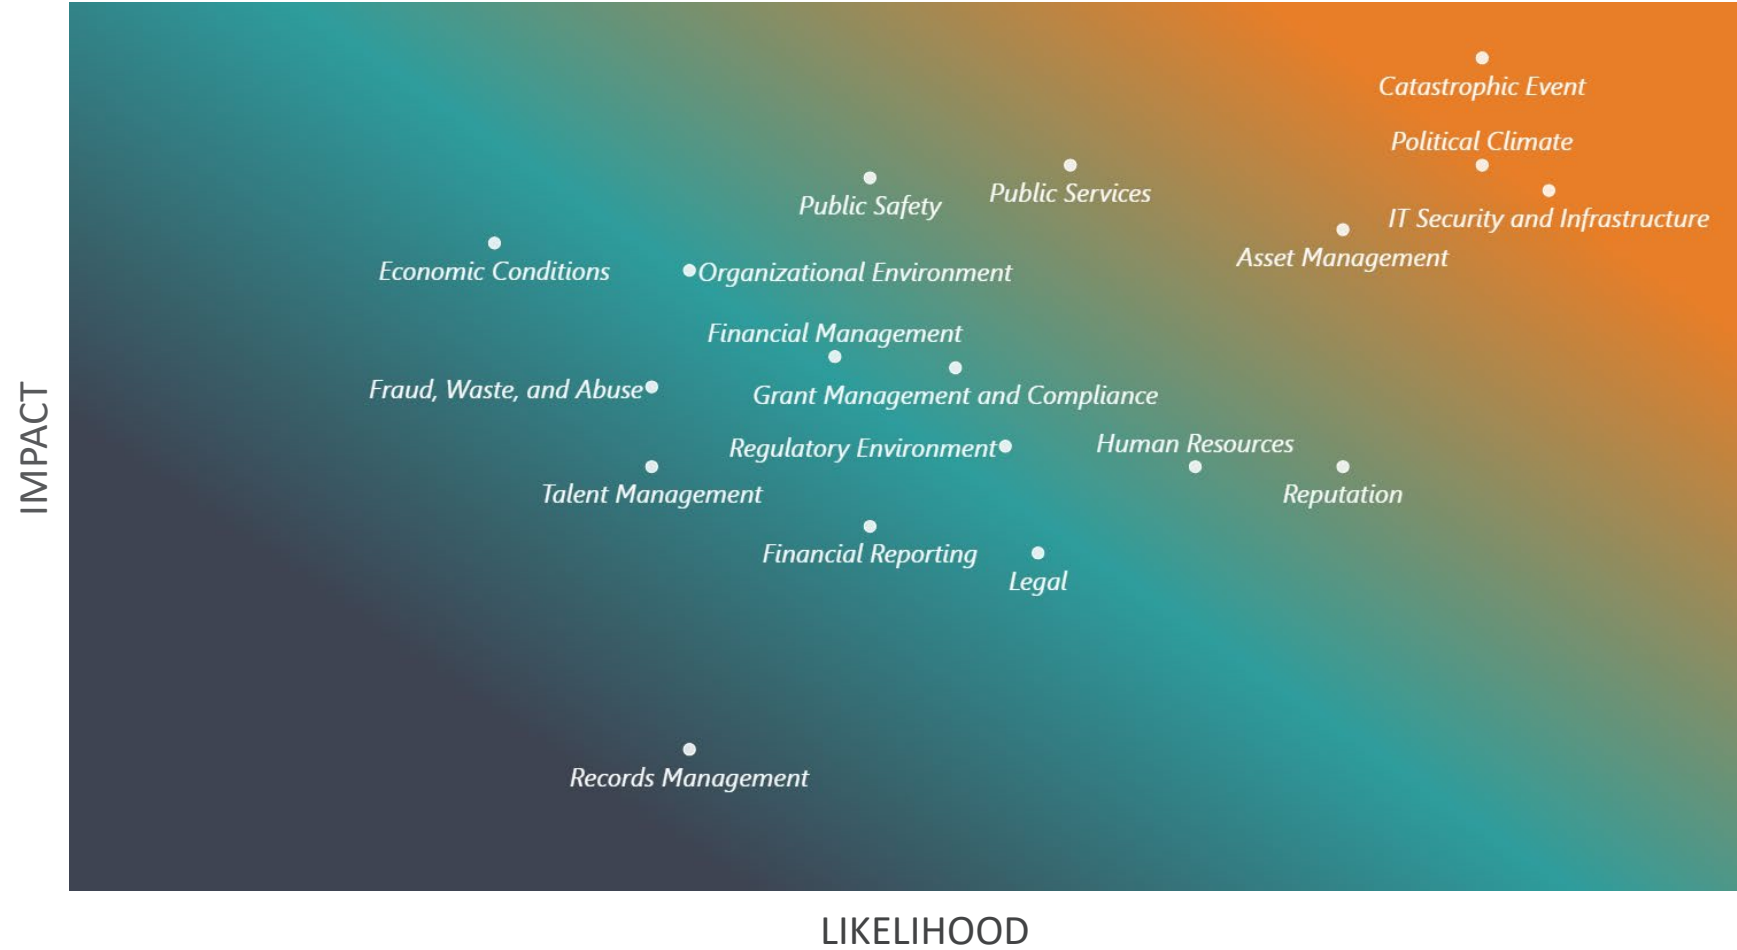 Catastrophic Event
Political Climate
Public Services
Public Safety
IT Security and Infrastructure
Asset Management
Economic Conditions
Organizational Environment
Financial Management
Fraud, Waste, and Abuse
Grant Management and Compliance
Regulatory Environment
Human Resources
Talent Management
Reputation
Financial Reporting
Legal
Records Management
IMPACT
LIKELIHOOD